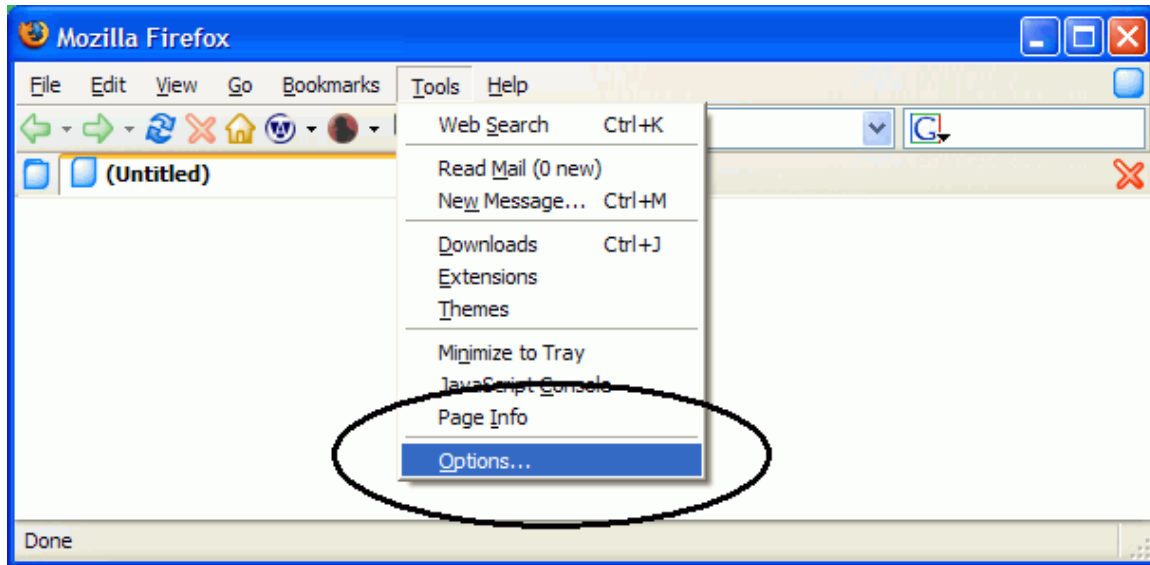 Mozilla Firefox
File Edit View Go Bookmarks Tools Help
Web Search Ctrl+K
(Untitled)
Read Mail (0 new)
New Message... Ctrl+M
Downloads Ctrl+J
Extensions
Themes
Minimize to Tray
JavaScript Console
Page Info
Options...
Done